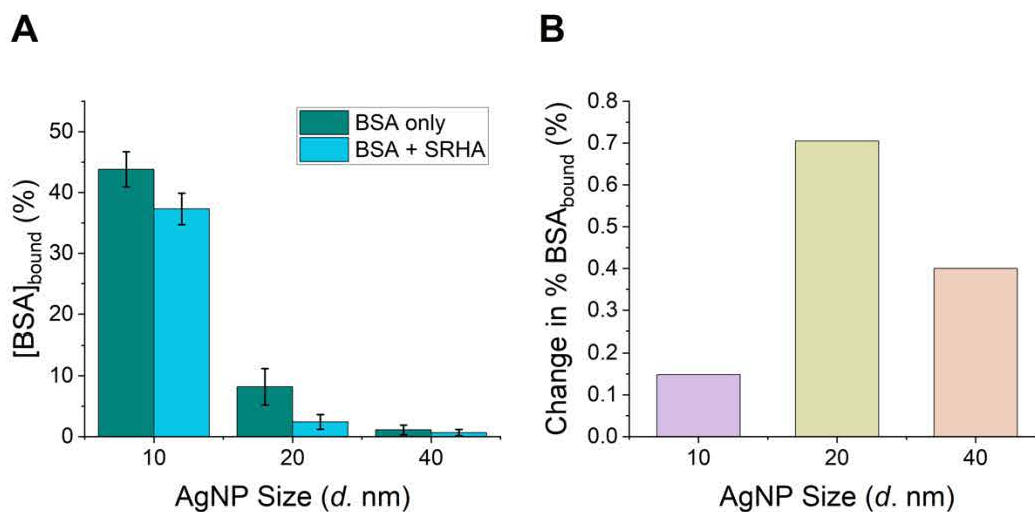 A
[BSA]bound (%)
50
40
30
20
10
0
BSA only
BSA + SRHA
10 20 40
AgNP Size (d. nm)
B
Change in % BSAbound (%)
0.8
0.7
0.6
0.5
0.4
0.3
0.2
0.1
0.0
10 20 40
AgNP Size (d. nm)